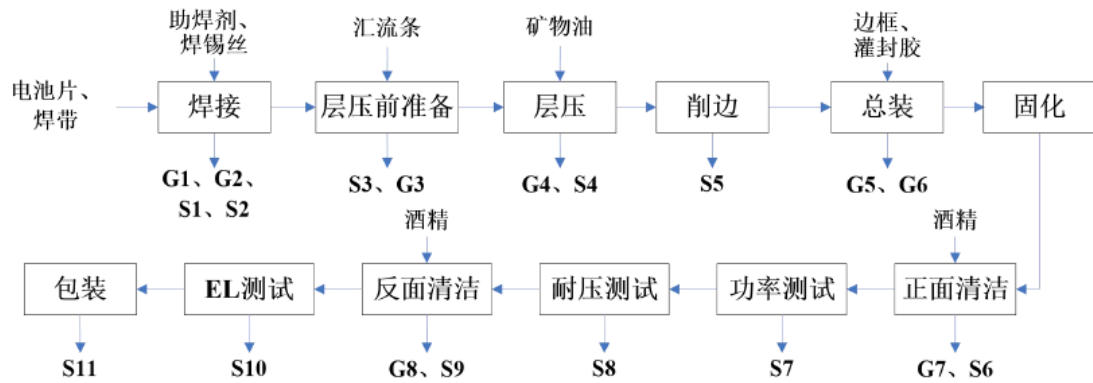 助焊剂、
焊锡丝
汇流条
矿物油
边框、
灌封胶
电池片、
焊带
焊接
层压前准备
层压
削边
总装
固化
G1、G2、
S1、S2
S3、G3
G4、S4
S5
G5、G6
酒精
酒精
包装
EL测试
反面清洁
耐压测试
功率测试
正面清洁
S11
S10
G8、S9
S8
S7
G7、S6